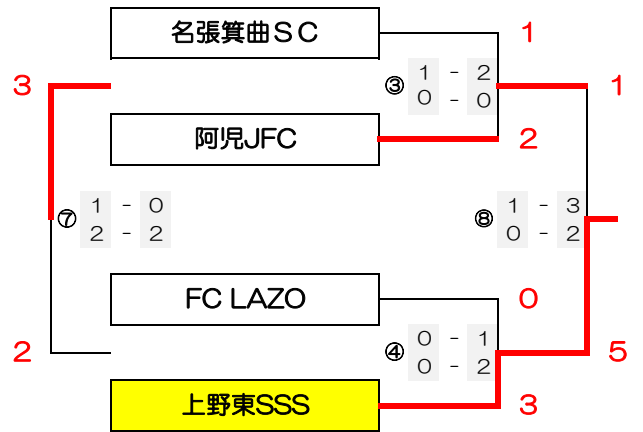 名張箕曲SC 1
③ 1 - 2
0 - 0
3 1
阿児JFC 2
⑦ 1 - 0
2 - 2
⑧ 1 - 3
0 - 2
FC LAZO 0
④ 0 - 1
0 - 2
2 5
上野東SSS 3